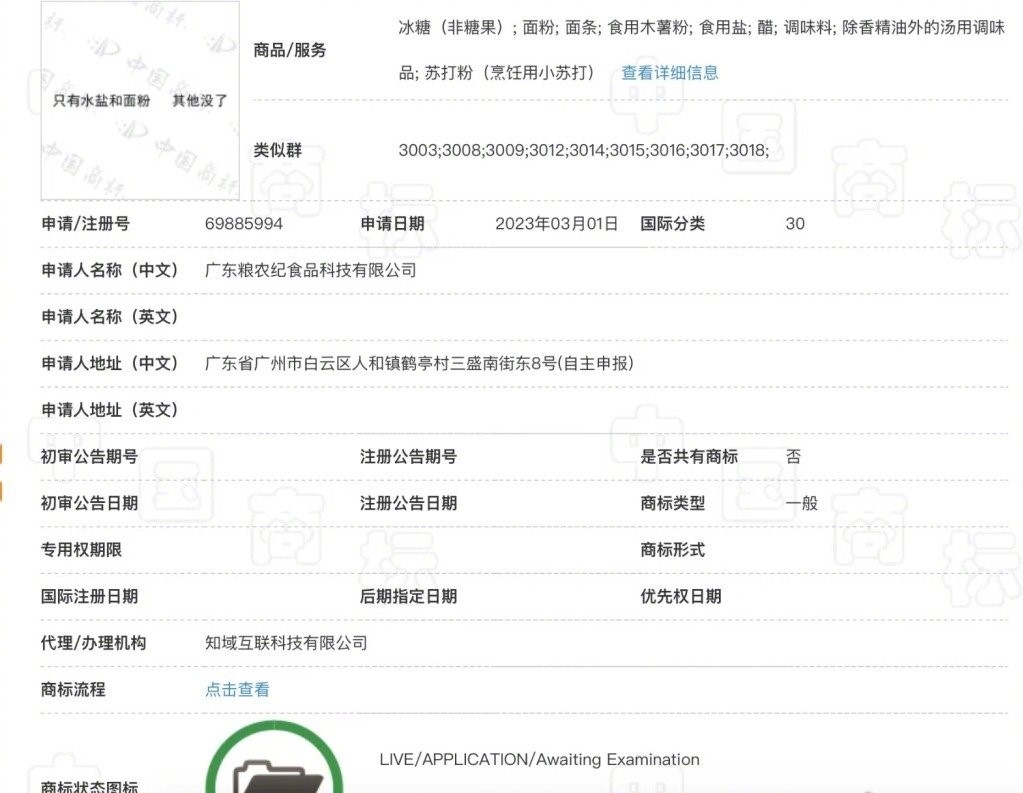 商品/服务
冰糖（非糖果）; 面粉; 面条; 食用木薯粉; 食用盐; 醋; 调味料; 除香精油外的汤用调味
品; 苏打粉（烹饪用小苏打） 查看详细信息
只有水盐和面粉 其他没了
类似群 3003;3008;3009;3012;3014;3015;3016;3017;3018;
申请/注册号 69885994 申请日期 2023年03月01日 国际分类 30
申请人名称（中文） 广东粮农纪食品科技有限公司
申请人名称（英文）
申请人地址（中文） 广东省广州市白云区人和镇鹤亭村三盛南街东8号(自主申报)
申请人地址（英文）
初审公告期号 注册公告期号 是否共有商标 否
初审公告日期 注册公告日期 商标类型 一般
专用权期限 商标形式
国际注册日期 后期指定日期 优先权日期
代理/办理机构 知域互联科技有限公司
商标流程 点击查看
LIVE/APPLICATION/Awaiting Examination
商标状态图标
中国商标